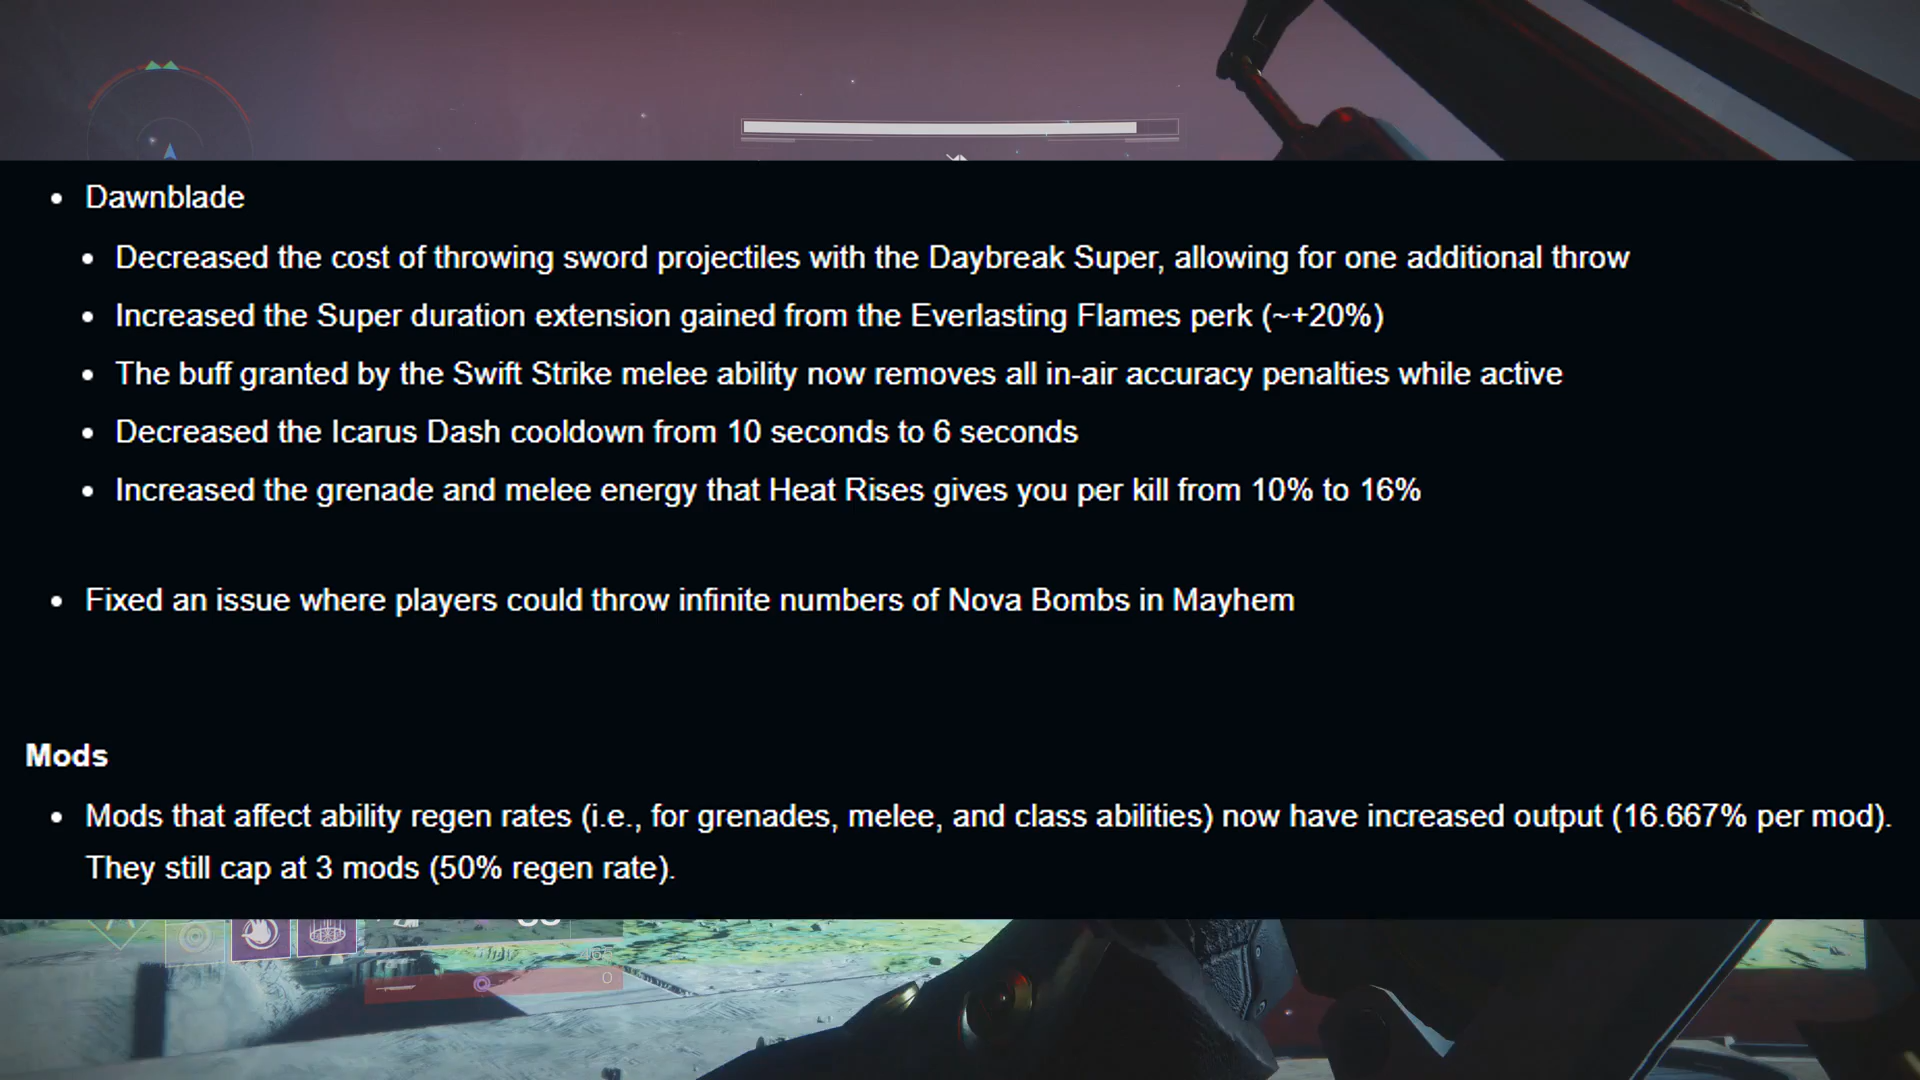 Dawnblade
Decreased the cost of throwing sword projectiles with the Daybreak Super, allowing for one additional throw
Increased the Super duration extension gained from the Everlasting Flames perk (~+20%)
The buff granted by the Swift Strike melee ability now removes all in-air accuracy penalties while active
Decreased the Icarus Dash cooldown from 10 seconds to 6 seconds
Increased the grenade and melee energy that Heat Rises gives you per kill from 10% to 16%
Fixed an issue where players could throw infinite numbers of Nova Bombs in Mayhem
Mods
Mods that affect ability regen rates (i.e., for grenades, melee, and class abilities) now have increased output (16.667% per mod).
They still cap at 3 mods (50% regen rate).
0